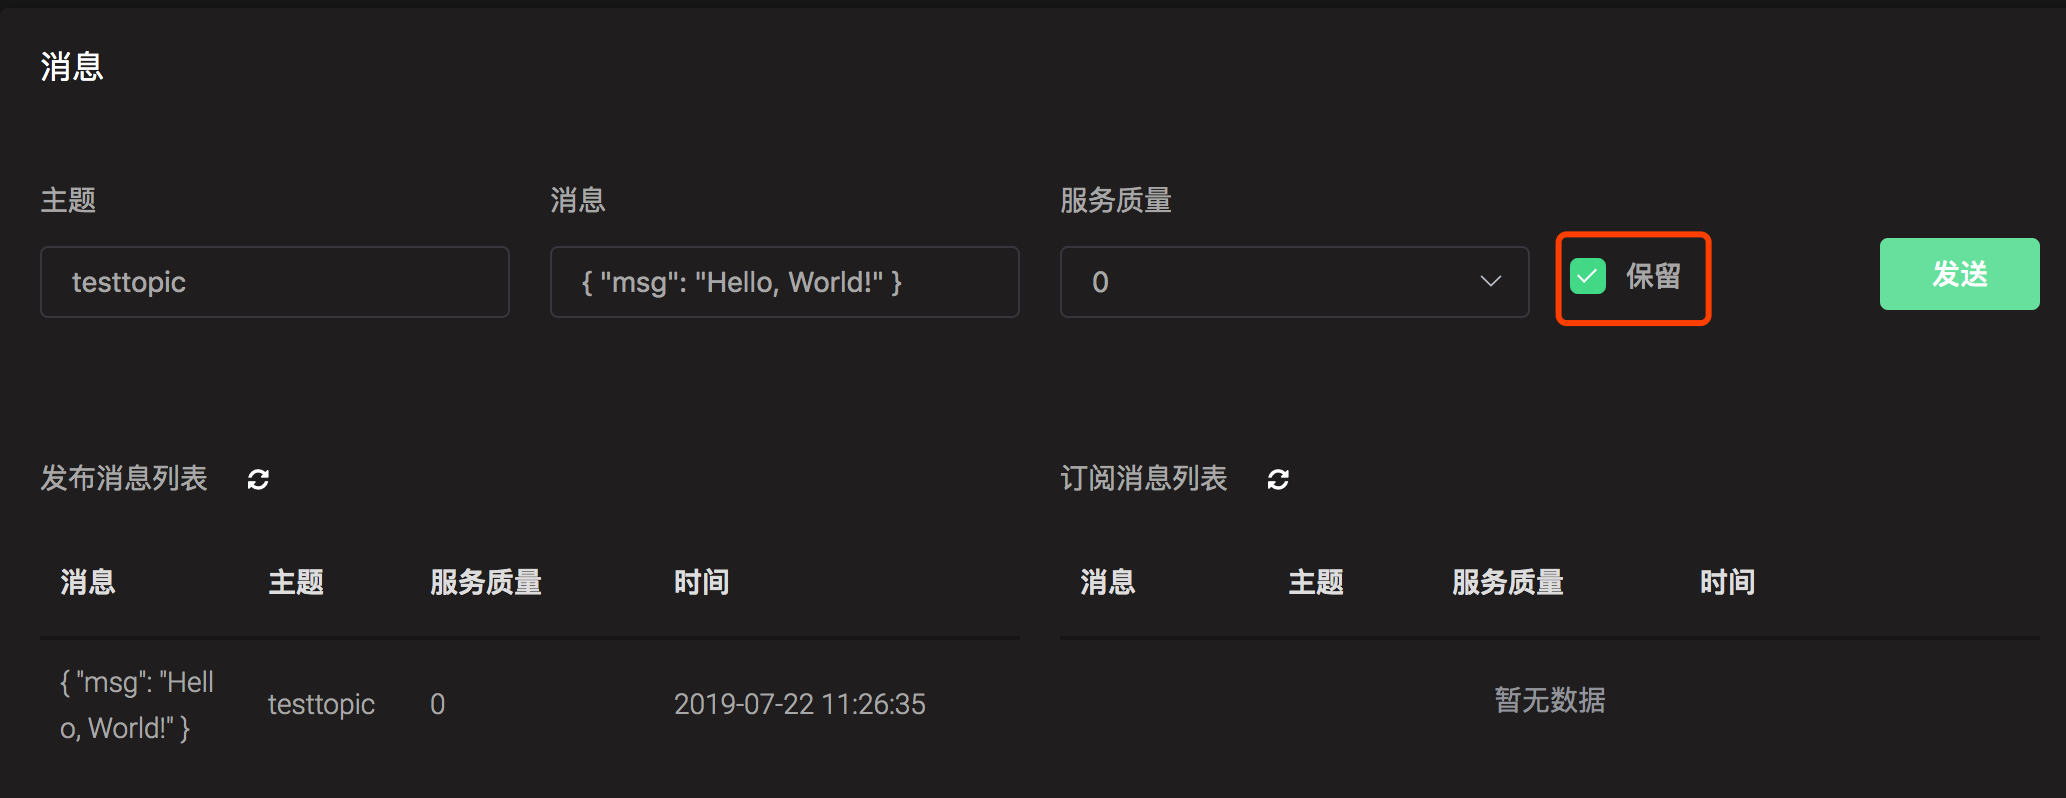 消息
主题 消息 服务质量
testtopic { "msg": "Hello, World!" } 0 保留 发送
发布消息列表 订阅消息列表
消息 主题 服务质量 时间 消息 主题 服务质量 时间
{ "msg": "Hell
o, World!" } testtopic 0 2019-07-22 11:26:35 暂无数据